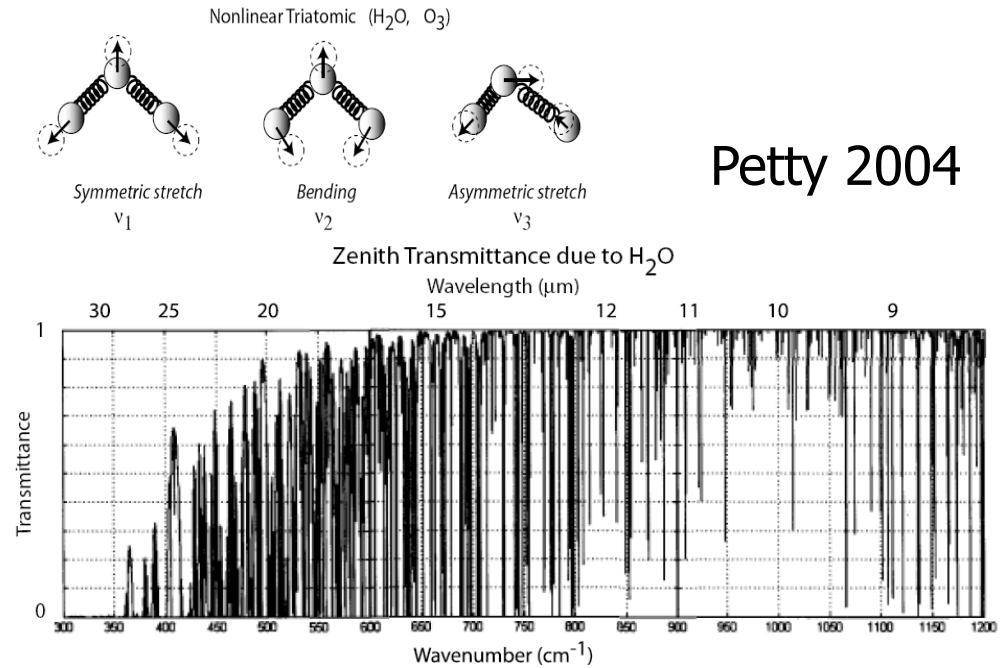 Nonlinear Triatomic (H₂O, O₃)
Symmetric stretch
ν₁
Bending
ν₂
Asymmetric stretch
ν₃
Petty 2004
Zenith Transmittance due to H₂O
Wavelength (μm)
30 25 20 15 12 11 10 9
Transmittance
1
0
300 350 400 450 500 550 600 650 700 750 800 850 900 950 1000 1050 1100 1150 1200
Wavenumber (cm⁻¹)